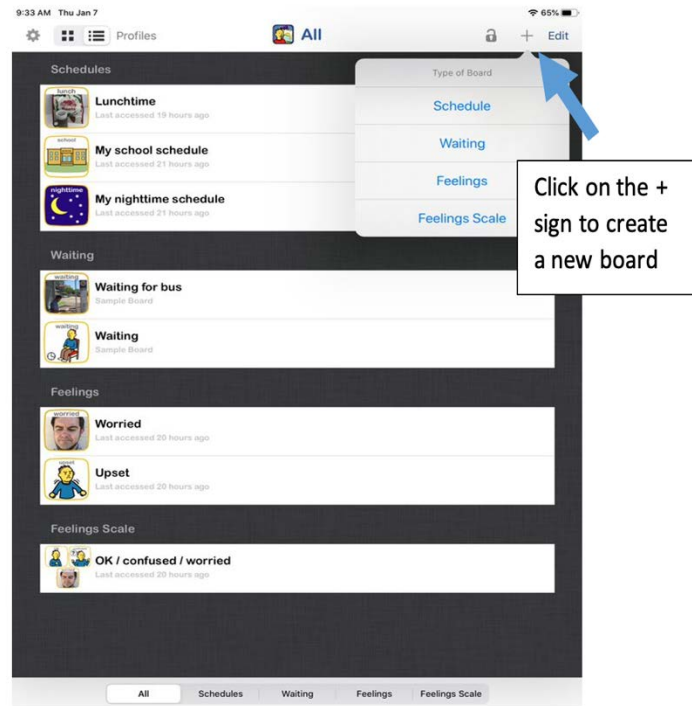 9:33 AM Thu Jan 7
65%
Profiles
All
Edit
Schedules
Type of Board
lunch
Lunchtime
Last accessed 19 hours ago
Schedule
school
My school schedule
Last accessed 21 hours ago
Waiting
nighttime
My nighttime schedule
Last accessed 21 hours ago
Feelings
Feelings Scale
Click on the +
sign to create
a new board
Waiting
waiting
Waiting for bus
Sample Board
waiting
Waiting
Sample Board
Feelings
worried
Worried
Last accessed 20 hours ago
upset
Upset
Last accessed 20 hours ago
Feelings Scale
OK / confused / worried
Last accessed 20 hours ago
All Schedules Waiting Feelings Feelings Scale